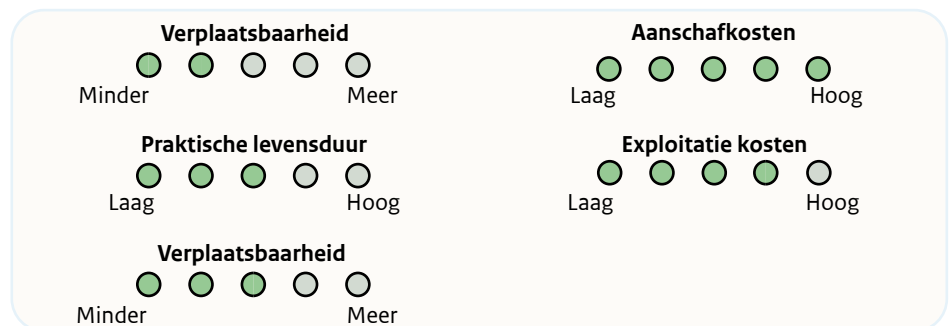 Verplaatsbaarheid
Minder Meer
Praktische levensduur
Laag Hoog
Verplaatsbaarheid
Minder Meer
Aanschafkosten
Laag Hoog
Exploitatie kosten
Laag Hoog